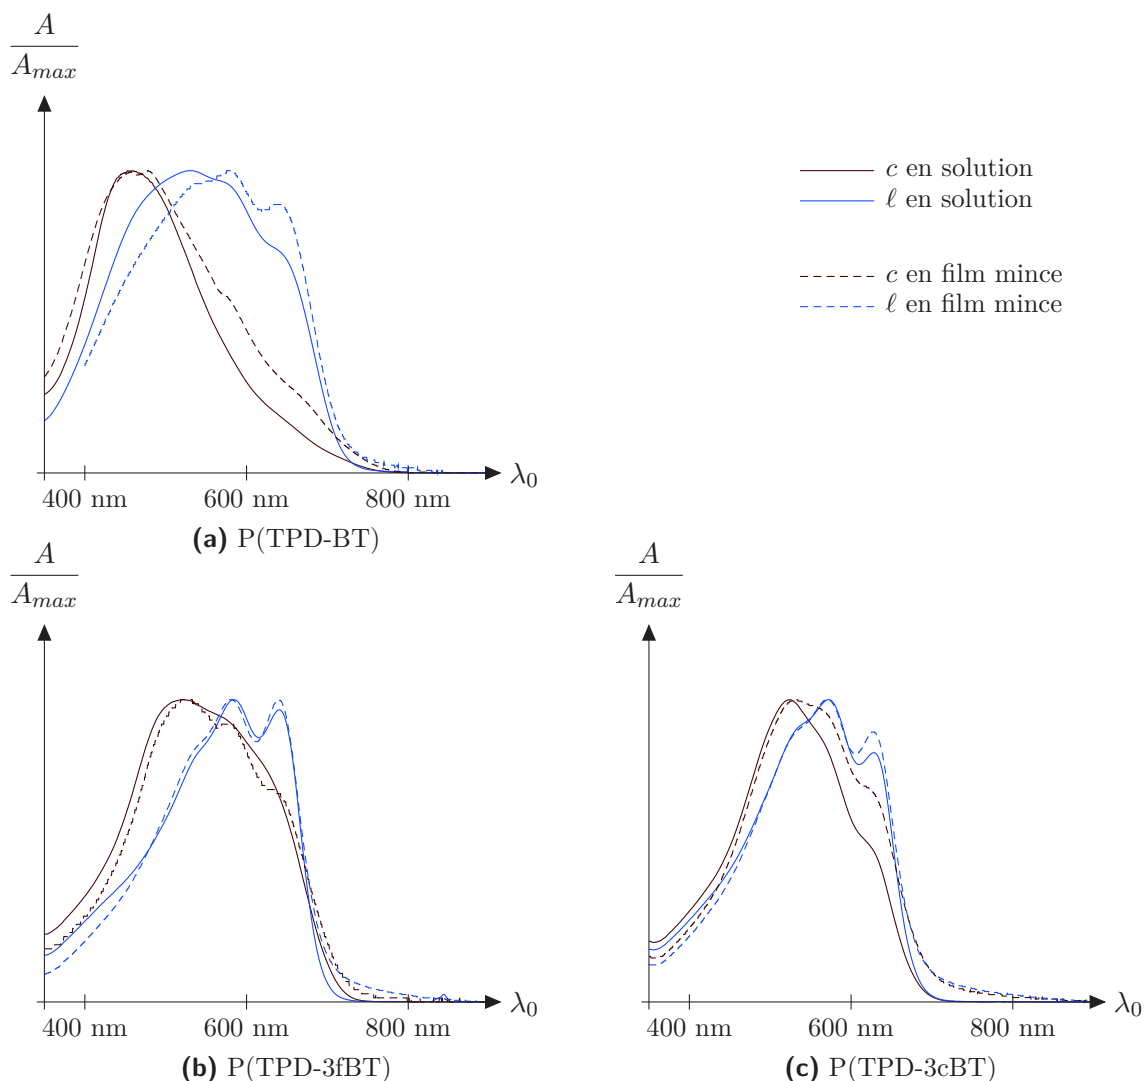 A
A_max
c en solution
ℓ en solution
c en film mince
ℓ en film mince
400 nm 600 nm 800 nm λ₀
(a) P(TPD-BT)
A
A_max
400 nm 600 nm 800 nm λ₀
(b) P(TPD-3fBT)
A
A_max
400 nm 600 nm 800 nm λ₀
(c) P(TPD-3cBT)